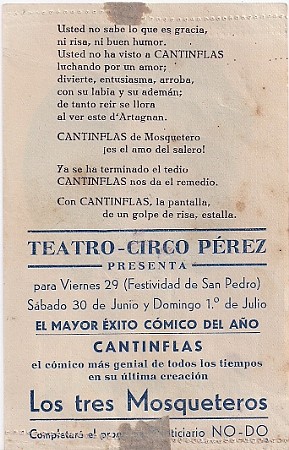 Usted no sabe lo que es gracia,
ni risa, ni buen humor.
Usted no ha visto a CANTINFLAS
luchando por un amor;
divierte, entusiasma, arroba,
con su labia y su ademán;
de tanto reir se llora
al ver este d'Artagnan.
CANTINFLAS de Mosquetero
¡es el amo del salero!
Ya se ha terminado el tedio
CANTINFLAS nos da el remedio.
Con CANTINFLAS, la pantalla,
de un golpe de risa, estalla.
TEATRO-CIRCO PÉREZ
PRESENTA
para Viernes 29 (Festividad de San Pedro)
Sábado 30 de Junio y Domingo 1.º de Julio
EL MAYOR ÉXITO CÓMICO DEL AÑO
CANTINFLAS
el cómico más genial de todos los tiempos
en su última creación
Los tres Mosqueteros
Completará el NO-DO